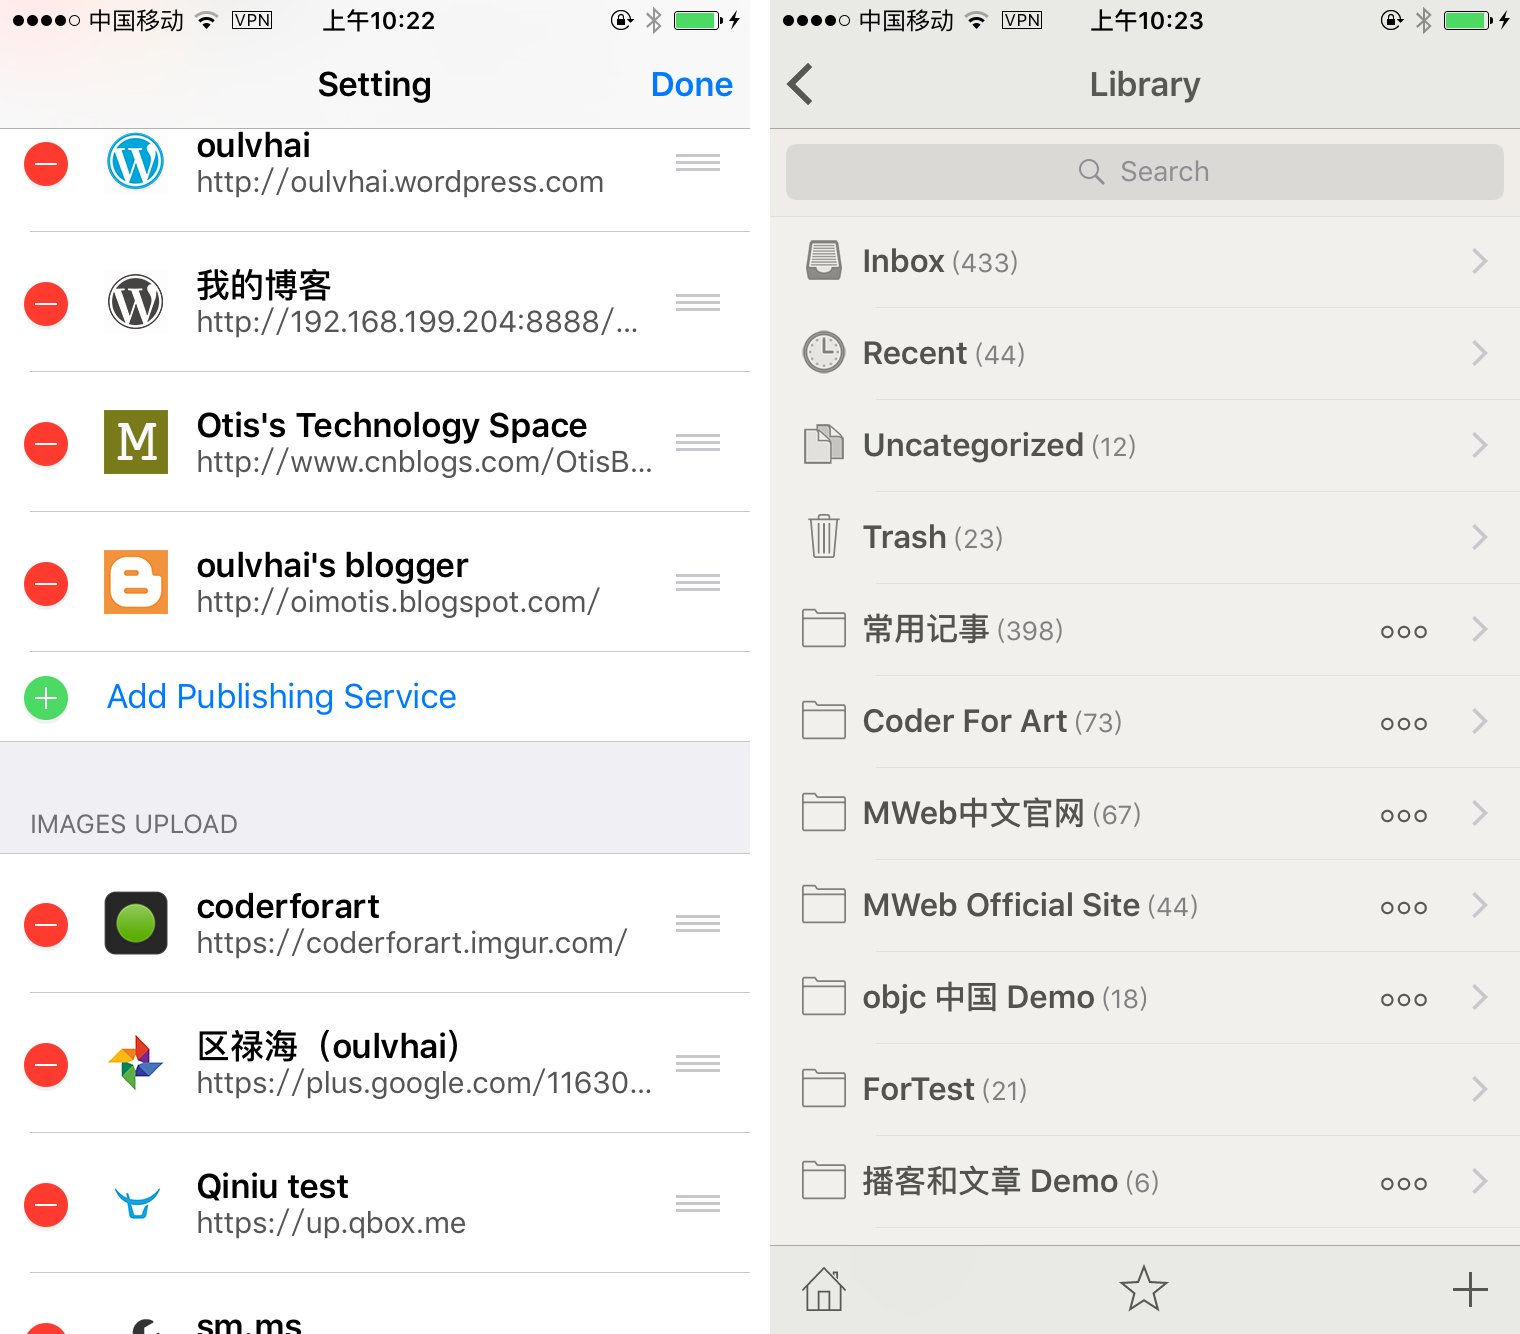 中国移动 VPN 上午10:22
Setting Done
oulvhai
http://oulvhai.wordpress.com
我的博客
http://192.168.199.204:8888/...
M
Otis's Technology Space
http://www.cnblogs.com/OtisB...
oulvhai's blogger
http://oimotis.blogspot.com/
Add Publishing Service
IMAGES UPLOAD
coderforart
https://coderforart.imgur.com/
区禄海（oulvhai）
https://plus.google.com/11630...
Qiniu test
https://up.qbox.me
sm.ms
中国移动 VPN 上午10:23
Library
Search
Inbox (433)
Recent (44)
Uncategorized (12)
Trash (23)
常用记事 (398)
Coder For Art (73)
MWeb中文官网 (67)
MWeb Official Site (44)
objc 中国 Demo (18)
ForTest (21)
播客和文章 Demo (6)